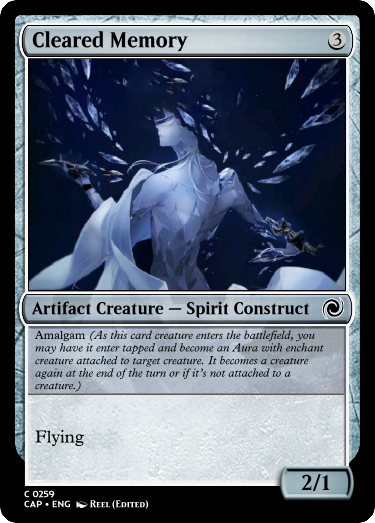 Cleared Memory 3
Artifact Creature — Spirit Construct
Amalgam (As this card creature enters the battlefield, you
may have it enter tapped and become an Aura with enchant
creature attached to target creature. It becomes a creature
again at the end of the turn or if it's not attached to a
creature.)
Flying
2/1
C 0259
CAP • ENG Reel (Edited)